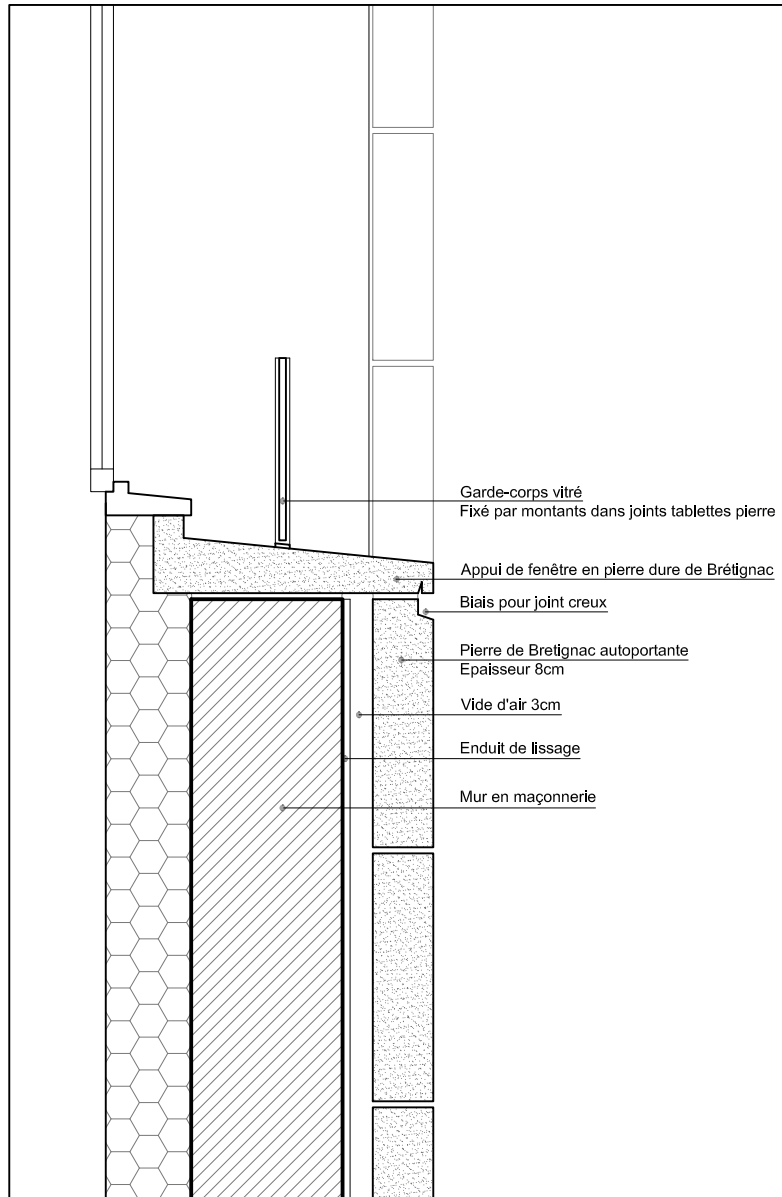 Garde-corps vitré
Fixé par montants dans joints tablettes pierre
Appui de fenêtre en pierre dure de Brétignac
Biais pour joint creux
Pierre de Bretignac autoportante
Epaisseur 8cm
Vide d'air 3cm
Enduit de lissage
Mur en maçonnerie